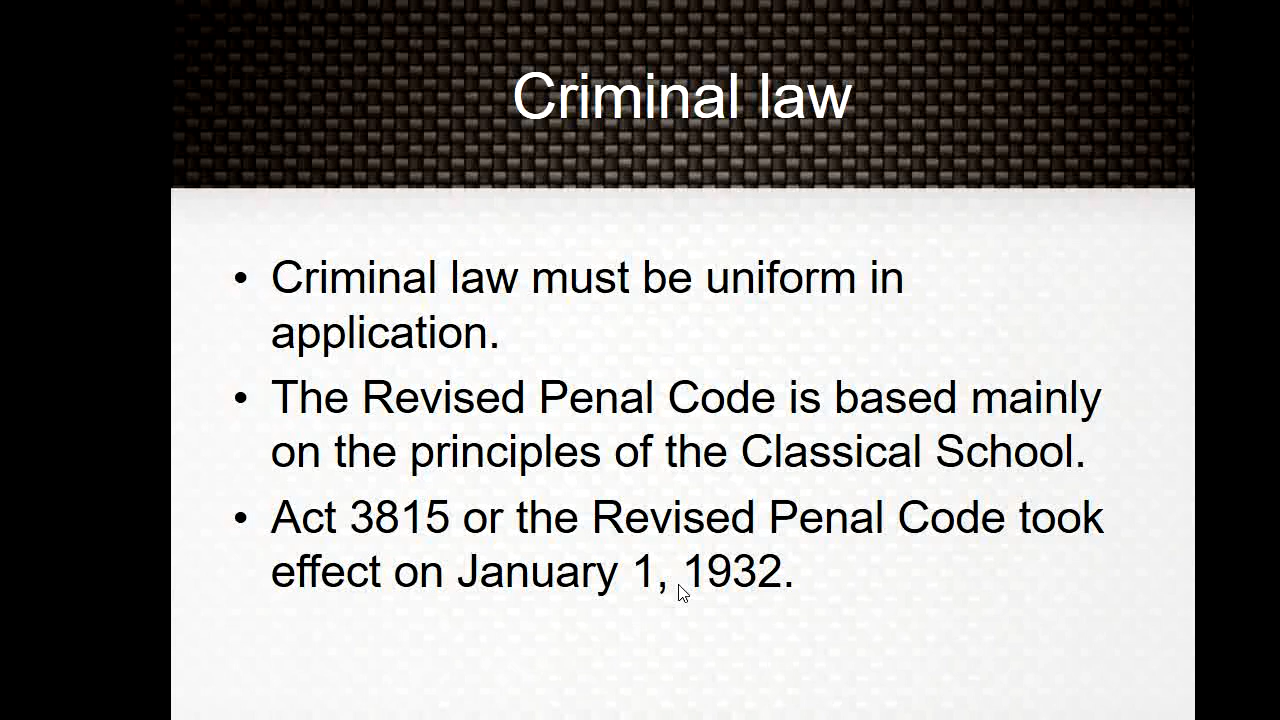 Criminal law
• Criminal law must be uniform in
application.
• The Revised Penal Code is based mainly
on the principles of the Classical School.
• Act 3815 or the Revised Penal Code took
effect on January 1, 1932.